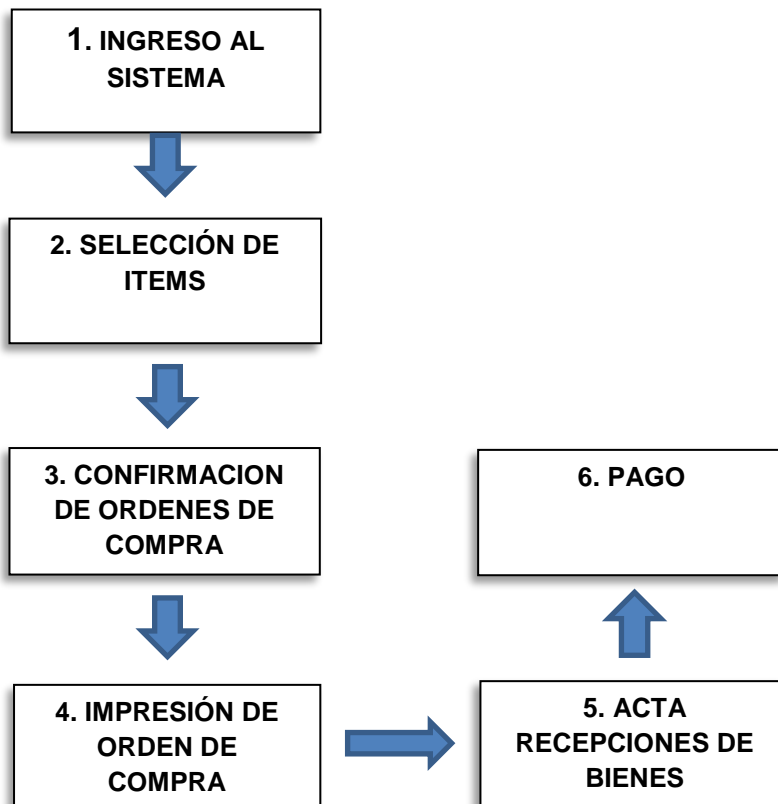 1. INGRESO AL
SISTEMA
2. SELECCIÓN DE
ITEMS
3. CONFIRMACION
DE ORDENES DE
COMPRA
4. IMPRESIÓN DE
ORDEN DE
COMPRA
5. ACTA
RECEPCIONES DE
BIENES
6. PAGO